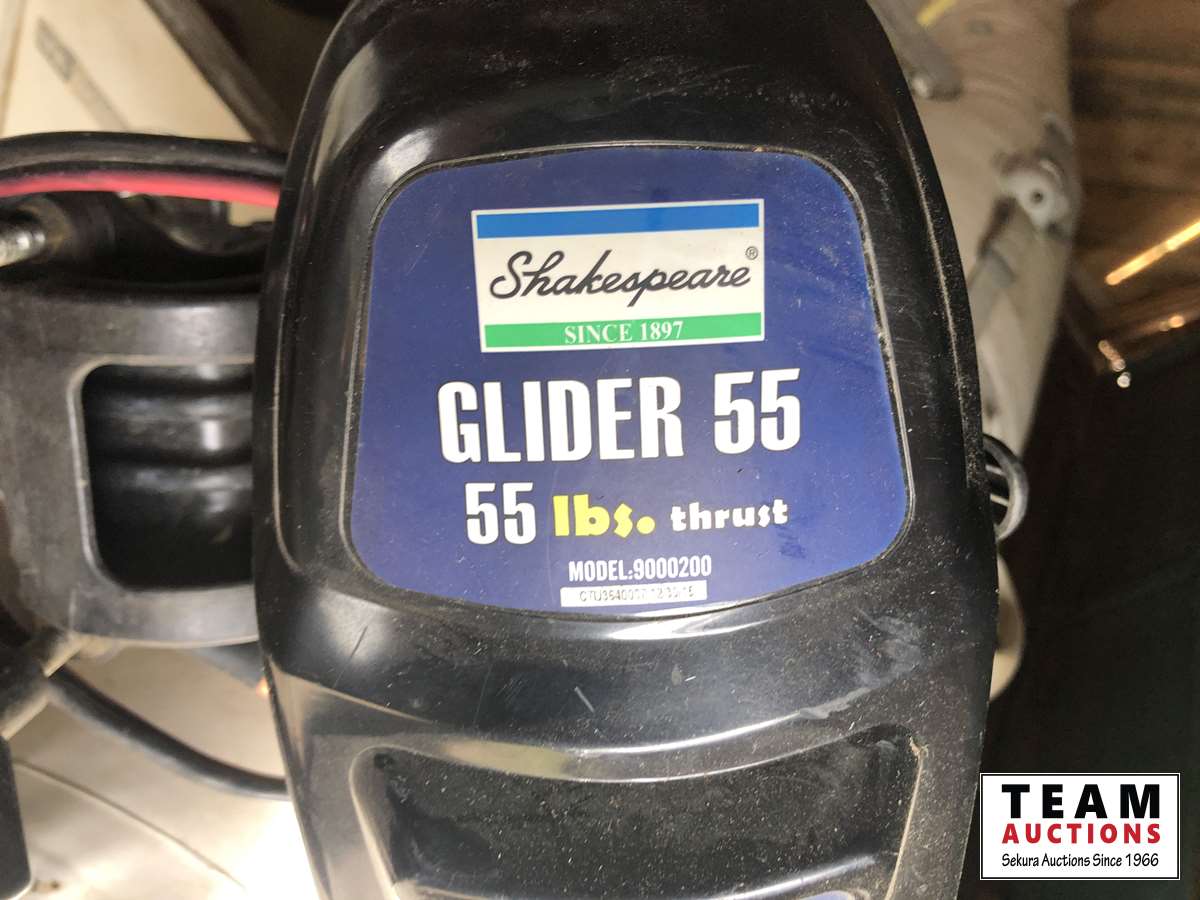 Shakespeare®
SINCE 1897
GLIDER 55
55 lbs. thrust
MODEL:9000200
TEAM
AUCTIONS
Sekura Auctions Since 1966